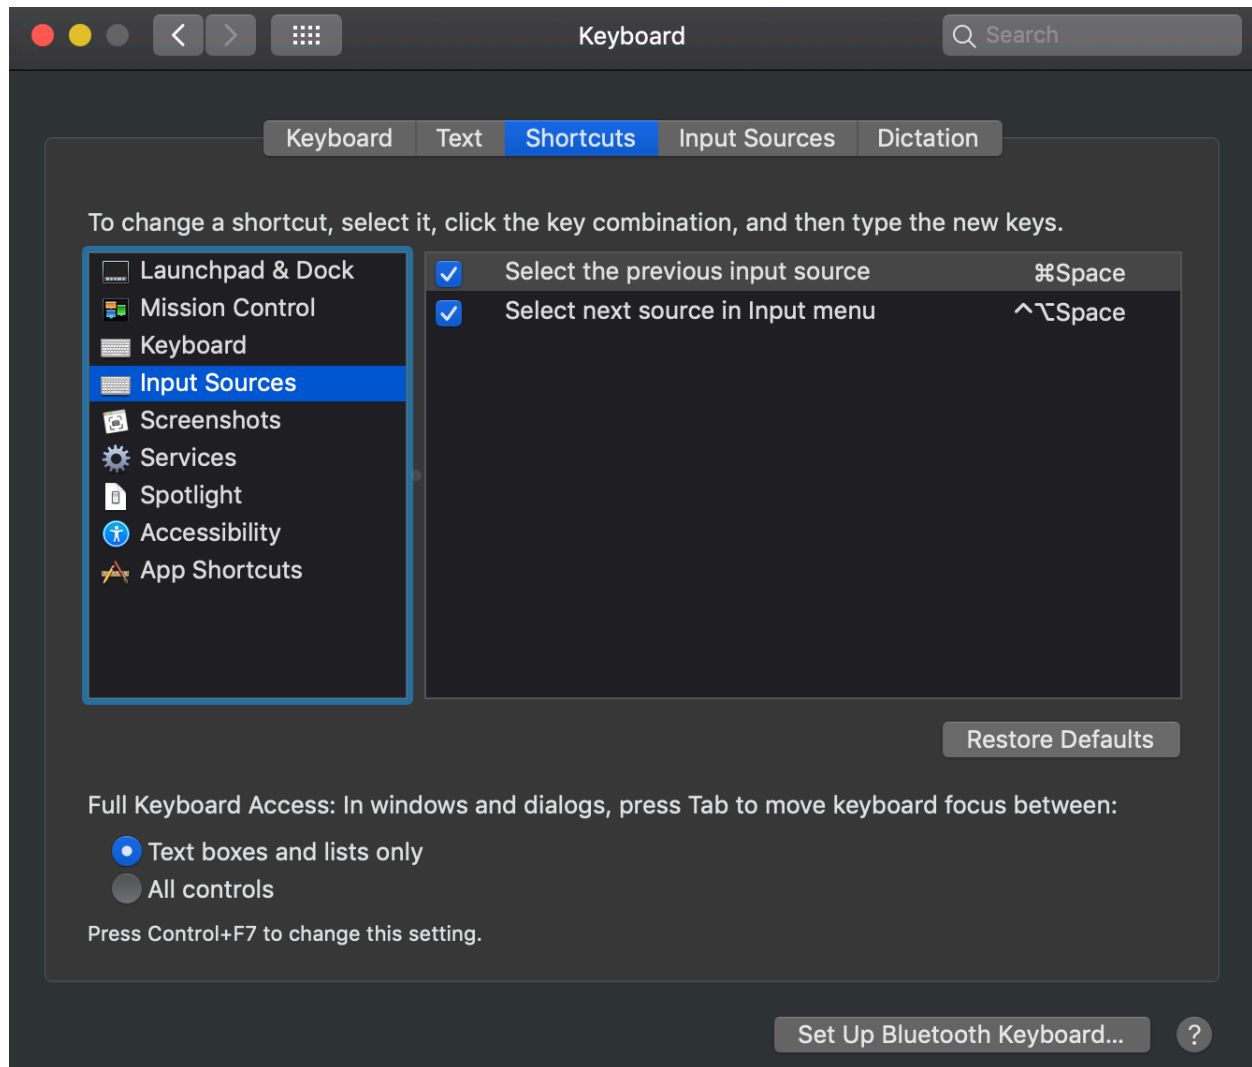 Keyboard
Search
Keyboard Text Shortcuts Input Sources Dictation
To change a shortcut, select it, click the key combination, and then type the new keys.
Launchpad & Dock
Mission Control
Keyboard
Input Sources
Screenshots
Services
Spotlight
Accessibility
App Shortcuts
Select the previous input source ⌘Space
Select next source in Input menu ^⌥Space
Restore Defaults
Full Keyboard Access: In windows and dialogs, press Tab to move keyboard focus between:
Text boxes and lists only
All controls
Press Control+F7 to change this setting.
Set Up Bluetooth Keyboard... ?